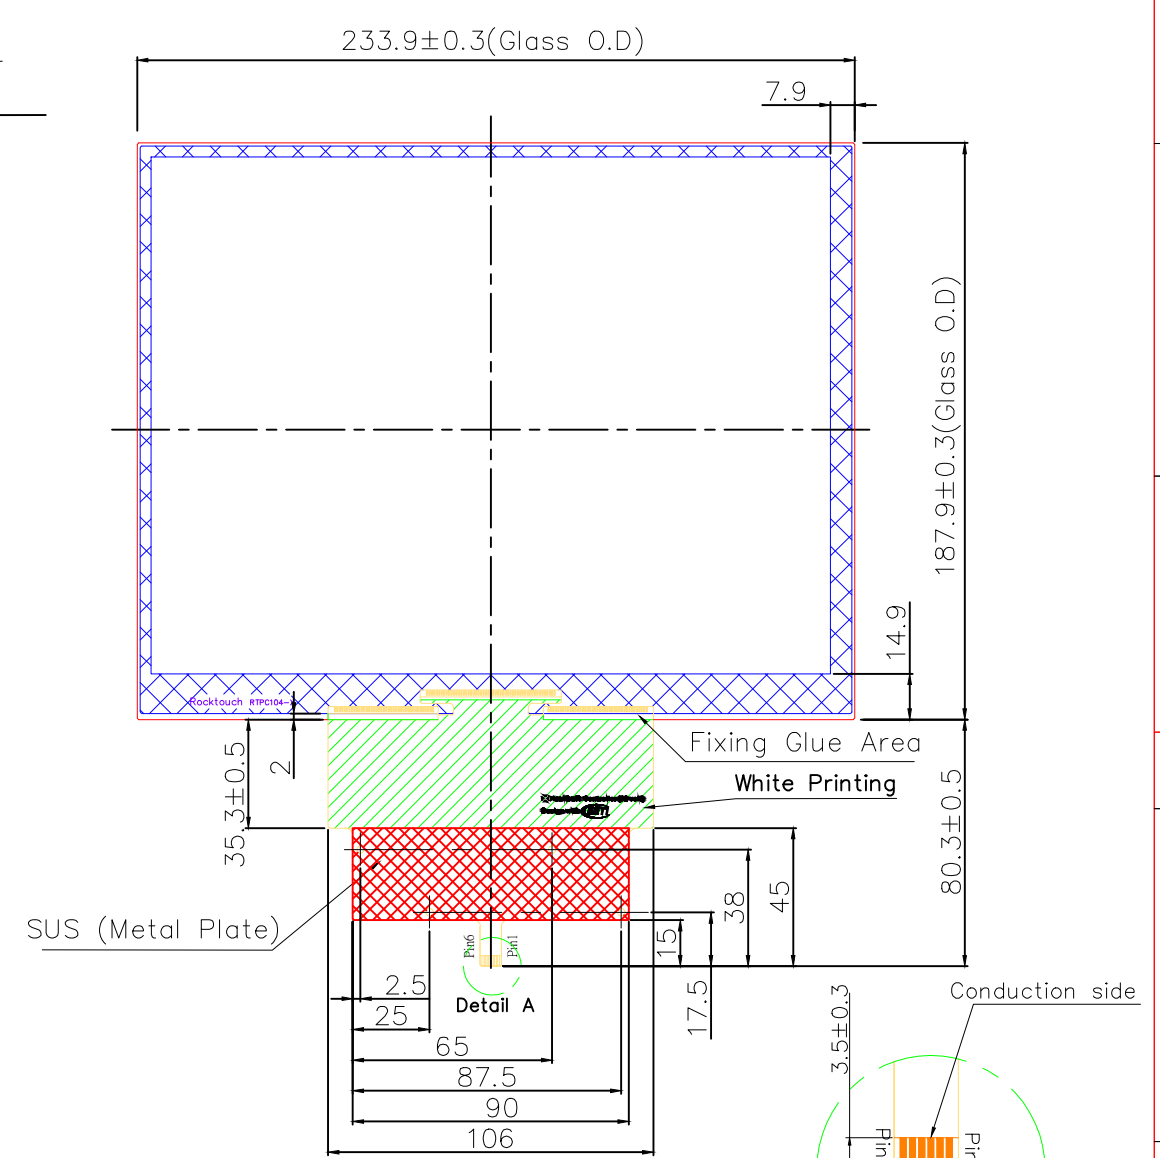 233.9±0.3(Glass O.D)
7.9
187.9±0.3(Glass O.D)
14.9
Rocktouch RTPC104-
Fixing Glue Area
2
35.3±0.5
White Printing
80.3±0.5
SUS (Metal Plate)
38
45
15
17.5
Pin6
Pin1
2.5
Detail A
25
65
87.5
90
106
Conduction side
3.5±0.3
Pin
Pin